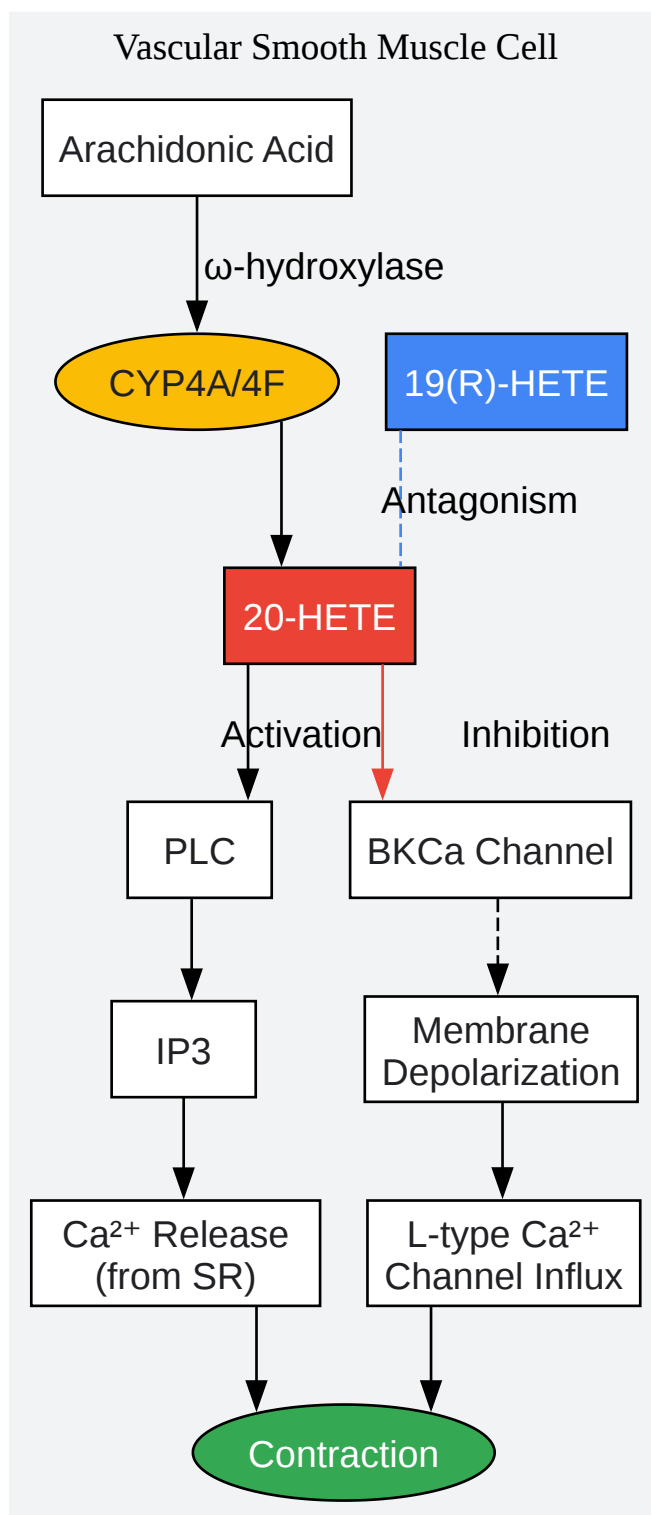 Vascular Smooth Muscle Cell
Arachidonic Acid
ω-hydroxylase
CYP4A/4F
19(R)-HETE
Antagonism
20-HETE
Activation
Inhibition
PLC
BKCa Channel
IP3
Membrane
Depolarization
Ca²⁺ Release
(from SR)
L-type Ca²⁺
Channel Influx
Contraction